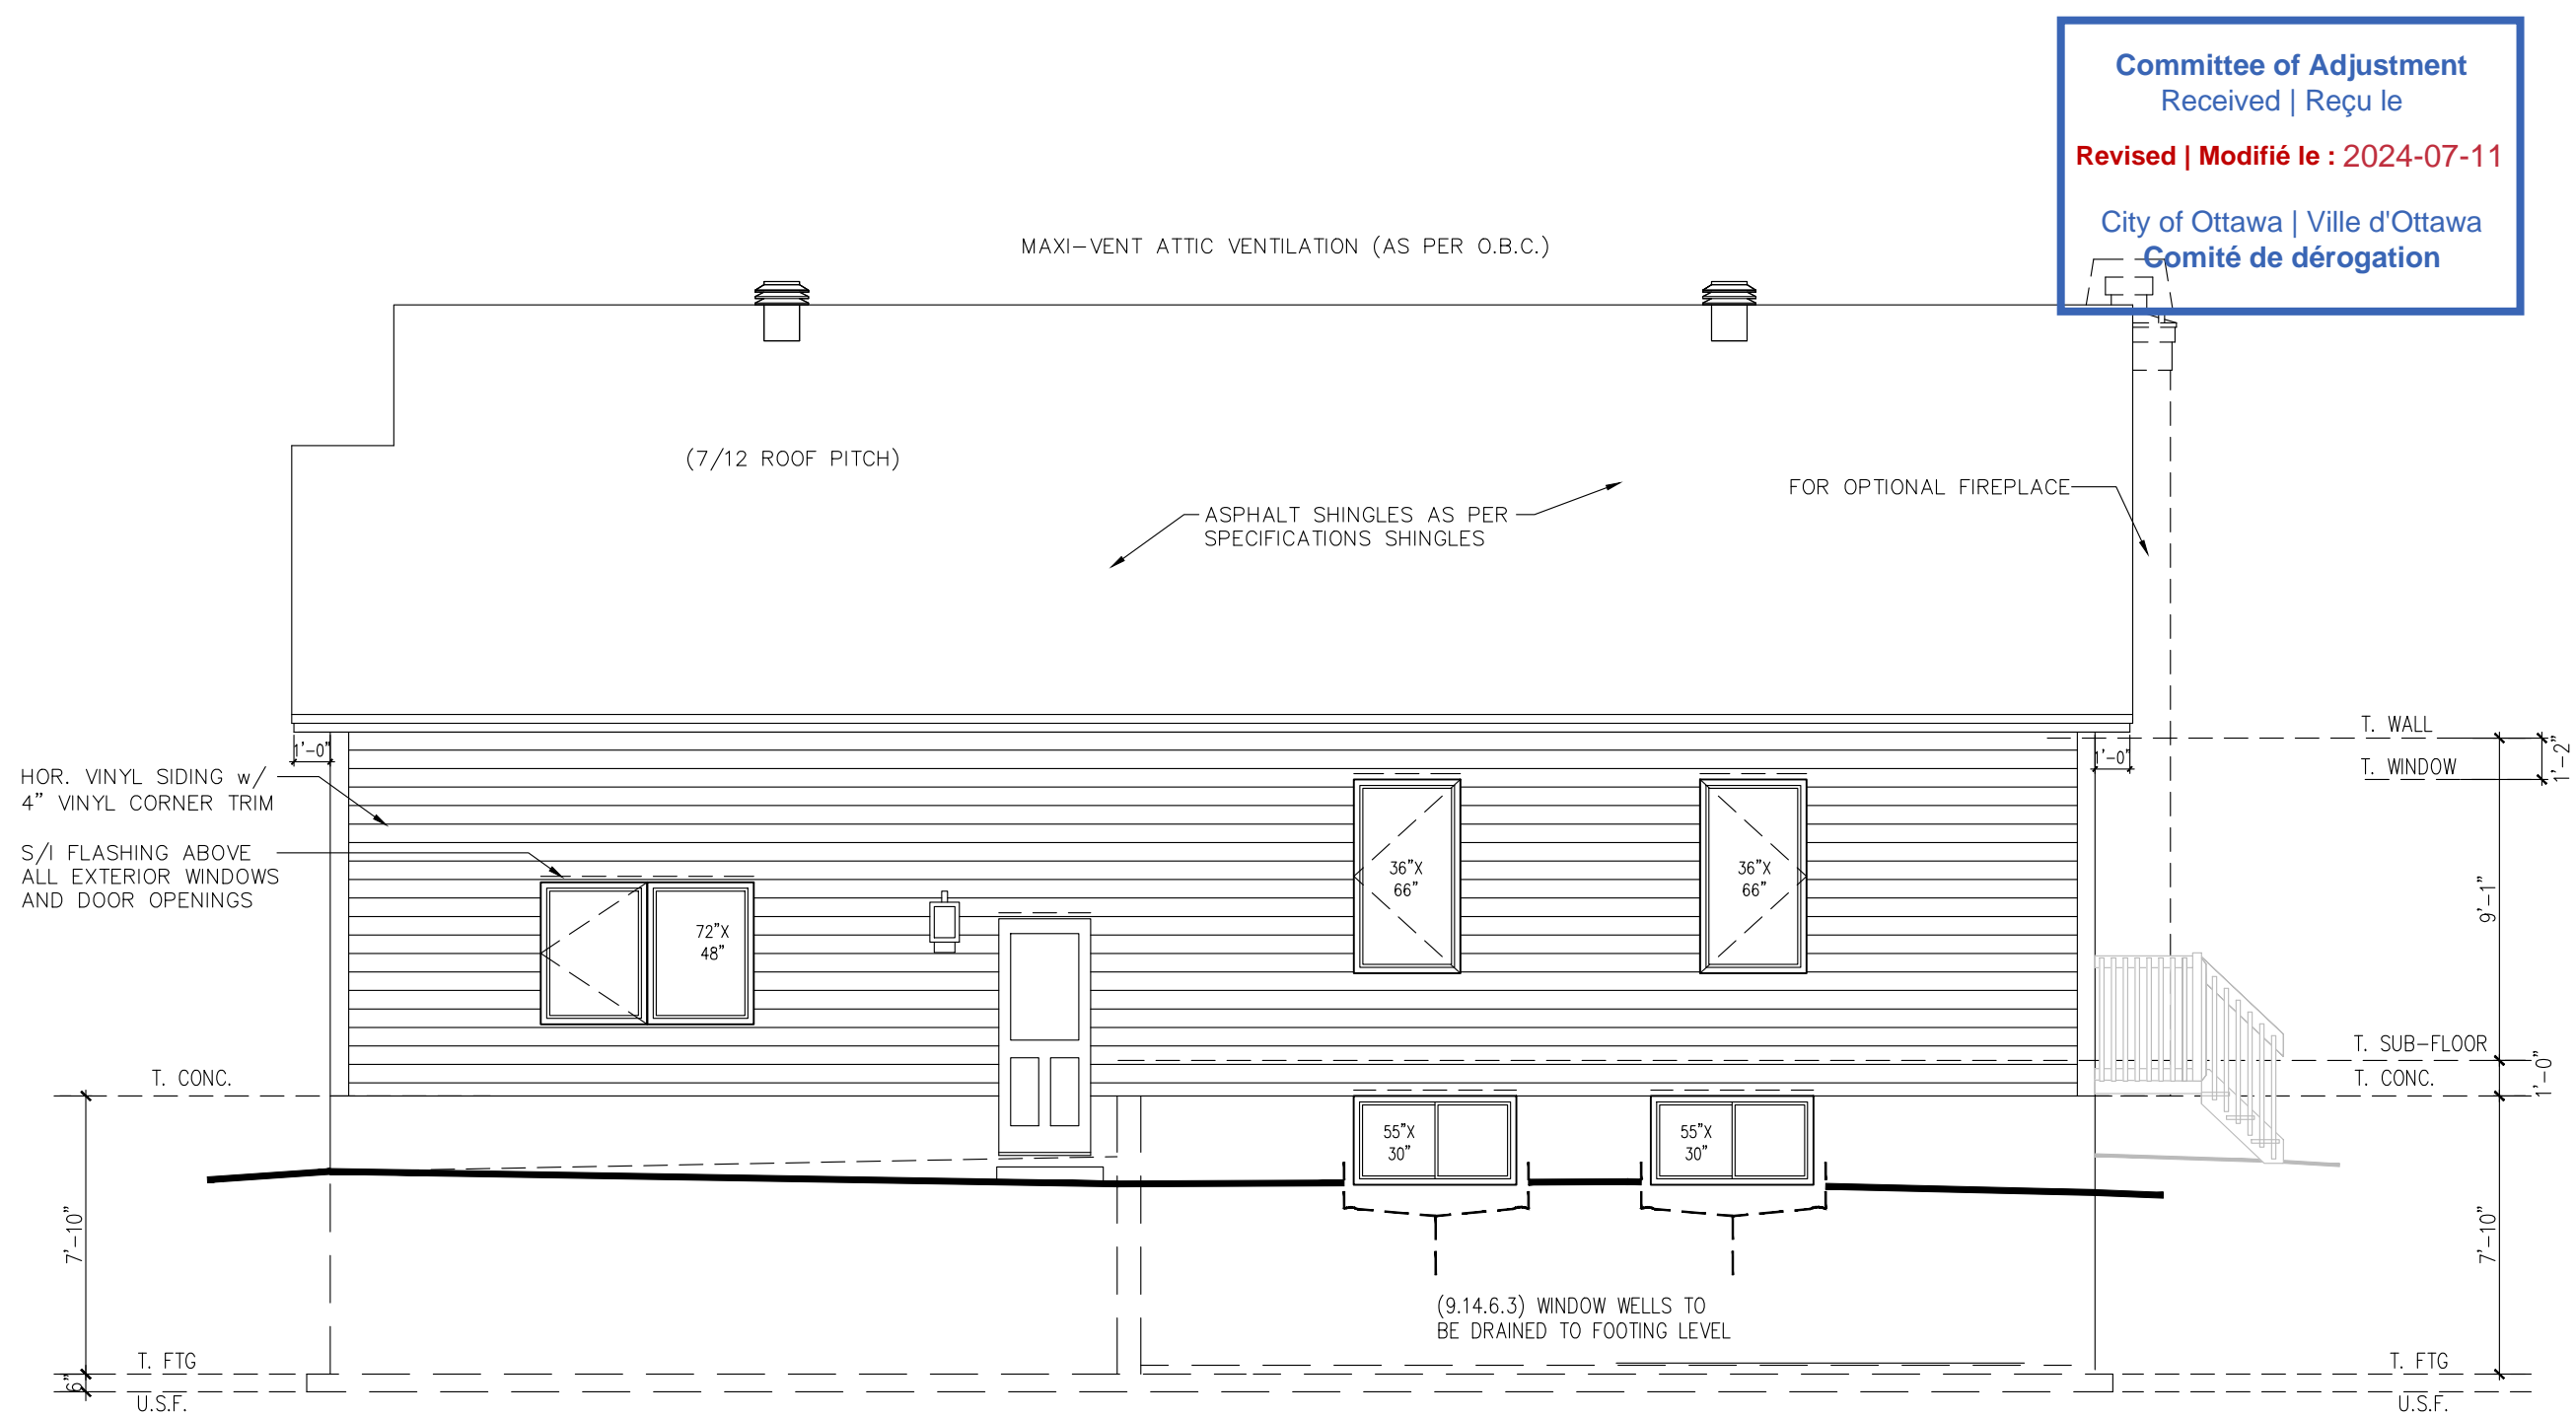 Committee of Adjustment
Received | Reçu le
Revised | Modifié le : 2024-07-11
City of Ottawa | Ville d'Ottawa
Comité de dérogation
MAXI-VENT ATTIC VENTILATION (AS PER O.B.C.)
(7/12 ROOF PITCH)
FOR OPTIONAL FIREPLACE
ASPHALT SHINGLES AS PER
SPECIFICATIONS SHINGLES
T. WALL
1'-0"
1'-0"
1'-2"
T. WINDOW
HOR. VINYL SIDING w/
4" VINYL CORNER TRIM
S/I FLASHING ABOVE
ALL EXTERIOR WINDOWS
AND DOOR OPENINGS
36"X
66"
36"X
66"
9'-1"
72"X
48"
T. SUB-FLOOR
T. CONC.
T. CONC.
1'-0"
55"X
30"
55"X
30"
7'-10"
7'-10"
(9.14.6.3) WINDOW WELLS TO
BE DRAINED TO FOOTING LEVEL
T. FTG
T. FTG
6"
U.S.F.
U.S.F.